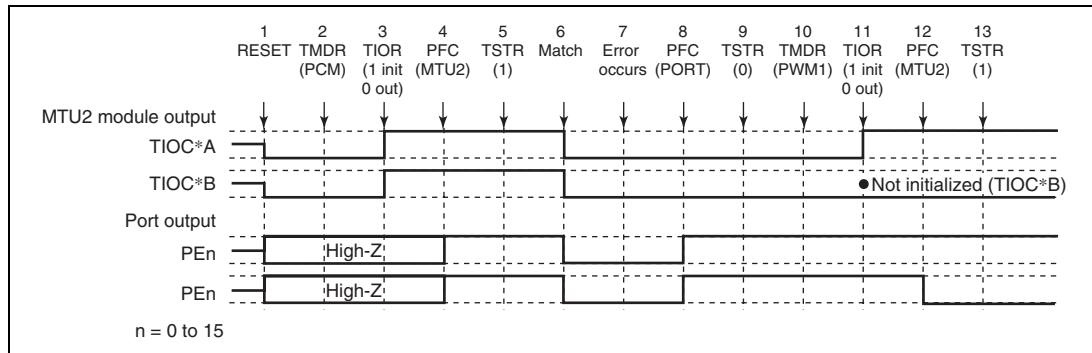 1 2 3 4 5 6 7 8 9 10 11 12 13
RESET TMDR TIOR PFC TSTR Match Error PFC TSTR TMDR TIOR PFC TSTR
(PCM) (1 init (MTU2) (1) occurs (PORT) (0) (PWM1) (1 init (MTU2) (1)
0 out) 0 out)
MTU2 module output
TIOC*A
TIOC*B
Not initialized (TIOC*B)
Port output
PEn
High-Z
PEn
High-Z
n = 0 to 15